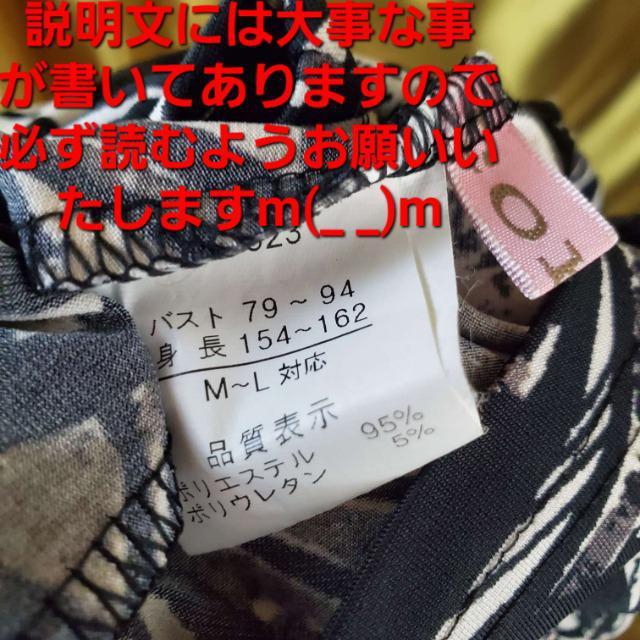 説明文には大事な事
が書いてありますので
必ず読むようお願いい
たしますm(_ _)m
バスト 79～94
身長 154～162
M～L 対応
品質表示
ポリエステル 95%
ポリウレタン 5%